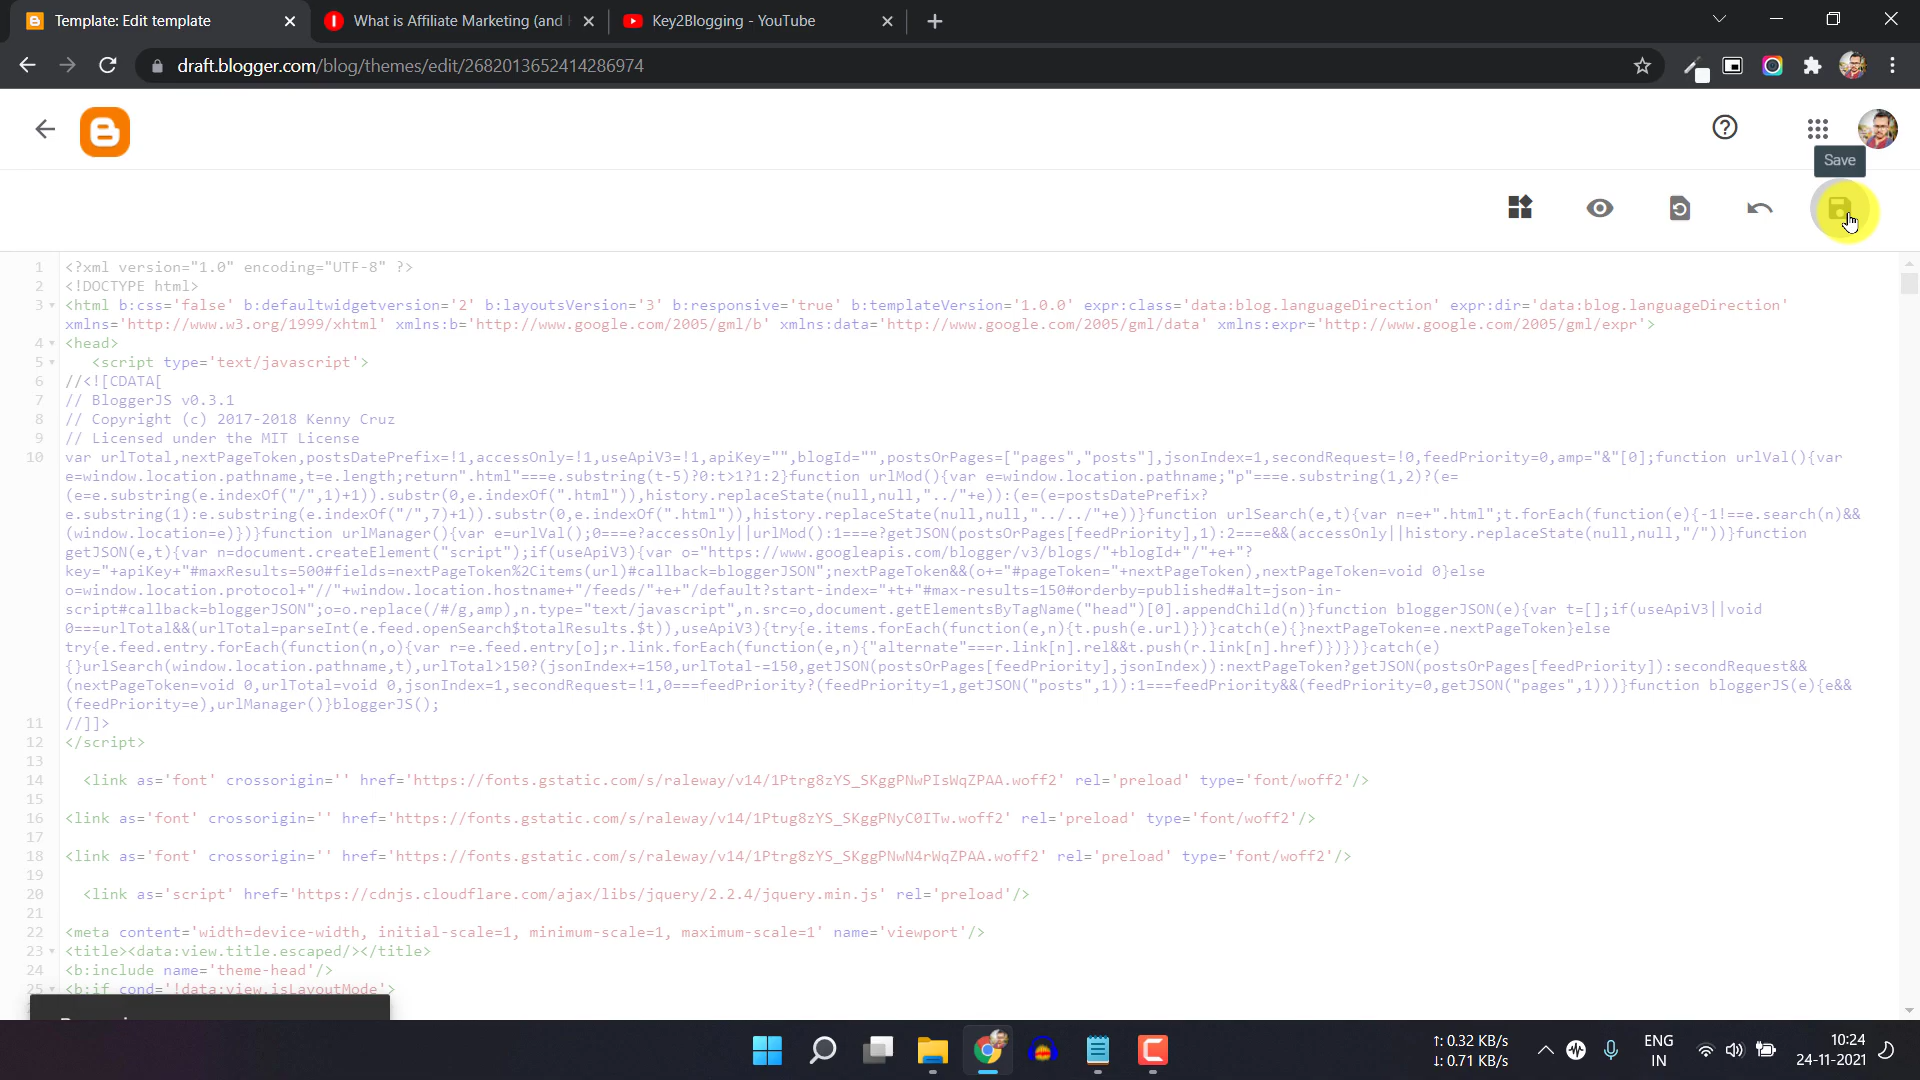 Template: Edit template
What is Affiliate Marketing (and
Key2Blogging - YouTube
draft.blogger.com/blog/themes/edit/2682013652414286974
Save
1 <?xml version="1.0" encoding="UTF-8" ?>
2 <!DOCTYPE html>
3 <html b:css='false' b:defaultwidgetversion='2' b:layoutsVersion='3' b:responsive='true' b:templateVersion='1.0.0' expr:class='data:blog.languageDirection' expr:dir='data:blog.languageDirection'
xmlns='http://www.w3.org/1999/xhtml' xmlns:b='http://www.google.com/2005/gml/b' xmlns:data='http://www.google.com/2005/gml/data' xmlns:expr='http://www.google.com/2005/gml/expr'>
4 <head>
5 <script type='text/javascript'>
6 //<![CDATA[
7 // BloggerJS v0.3.1
8 // Copyright (c) 2017-2018 Kenny Cruz
9 // Licensed under the MIT License
10 var urlTotal,nextPageToken,postsDatePrefix=!1,accessOnly=!1,useApiV3=!1,apiKey="",blogId="",postsOrPages=["pages","posts"],jsonIndex=1,secondRequest=!0,feedPriority=0,amp="&"[0];function urlVal(){var
e=window.location.pathname,t=e.length;return".html"===e.substring(t-5)?0:t>1?1:2}function urlMod(){var e=window.location.pathname;"p"===e.substring(1,2)?(e=
(e=e.substring(e.indexOf("/",1)+1)).substr(0,e.indexOf(".html")),history.replaceState(null,null,"../"+e)):(e=(e=postsDatePrefix?
e.substring(1):e.substring(e.indexOf("/",7)+1)).substr(0,e.indexOf(".html")),history.replaceState(null,null,"../../"+e))}function urlSearch(e,t){var n=e+".html";t.forEach(function(e){-1!==e.search(n)&&
(window.location=e)})}function urlManager(){var e=urlVal();0===e?accessOnly||urlMod():1===e?getJSON(postsOrPages[feedPriority],1):2===e&&(accessOnly||history.replaceState(null,null,"/"))}function
getJSON(e,t){var n=document.createElement("script");if(useApiV3){var o="https://www.googleapis.com/blogger/v3/blogs/"+blogId+"/"+e+"?
key="+apiKey+"#maxResults=500#fields=nextPageToken%2Citems(url)#callback=bloggerJSON";nextPageToken&&(o+="#pageToken="+nextPageToken),nextPageToken=void 0}else
o=window.location.protocol+"//"+window.location.hostname+"/feeds/"+e+"/default?start-index="+t+"#max-results=150#orderby=published#alt=json-in-
script#callback=bloggerJSON";o=o.replace(/#/g,amp),n.type="text/javascript",n.src=o,document.getElementsByTagName("head")[0].appendChild(n)}function bloggerJSON(e){var t=[];if(useApiV3||void
0===urlTotal&&(urlTotal=parseInt(e.feed.openSearch$totalResults.$t)),useApiV3){try{e.items.forEach(function(e,n){t.push(e.url)})}catch(e){}nextPageToken=e.nextPageToken}else
try{e.feed.entry.forEach(function(n,o){var r=e.feed.entry[o];r.link.forEach(function(e,n){"alternate"===r.link[n].rel&&t.push(r.link[n].href)})})}catch(e)
{}urlSearch(window.location.pathname,t),urlTotal>150?(jsonIndex+=150,urlTotal-=150,getJSON(postsOrPages[feedPriority],jsonIndex)):nextPageToken?getJSON(postsOrPages[feedPriority]):secondRequest&&
(nextPageToken=void 0,urlTotal=void 0,jsonIndex=1,secondRequest=!1,0===feedPriority?(feedPriority=1,getJSON("posts",1)):1===feedPriority&&(feedPriority=0,getJSON("pages",1)))}function bloggerJS(e){e&&
(feedPriority=e),urlManager()}bloggerJS();
11 //]]>
12 </script>
13
14 <link as='font' crossorigin='' href='https://fonts.gstatic.com/s/raleway/v14/1Ptrg8zYS_SKggPNwPIsWqZPAA.woff2' rel='preload' type='font/woff2'/>
15
16 <link as='font' crossorigin='' href='https://fonts.gstatic.com/s/raleway/v14/1Ptug8zYS_SKggPNyC0ITw.woff2' rel='preload' type='font/woff2'/>
17
18 <link as='font' crossorigin='' href='https://fonts.gstatic.com/s/raleway/v14/1Ptrg8zYS_SKggPNwN4rWqZPAA.woff2' rel='preload' type='font/woff2'/>
19
20 <link as='script' href='https://cdnjs.cloudflare.com/ajax/libs/jquery/2.2.4/jquery.min.js' rel='preload'/>
21
22 <meta content='width=device-width, initial-scale=1, minimum-scale=1, maximum-scale=1' name='viewport'/>
23 <title><data:view.title.escaped/></title>
24 <b:include name='theme-head'/>
25 <b:if cond='!data:view.isLayoutMode'>
↑: 0.32 KB/s
↓: 0.71 KB/s
ENG
IN
10:24
24-11-2021